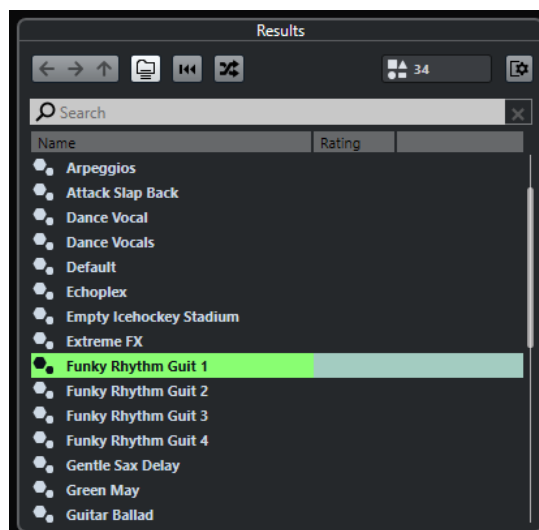 Results
34
Search
Name Rating
Arpeggios
Attack Slap Back
Dance Vocal
Dance Vocals
Default
Echoplex
Empty Icehockey Stadium
Extreme FX
Funky Rhythm Guit 1
Funky Rhythm Guit 2
Funky Rhythm Guit 3
Funky Rhythm Guit 4
Gentle Sax Delay
Green May
Guitar Ballad